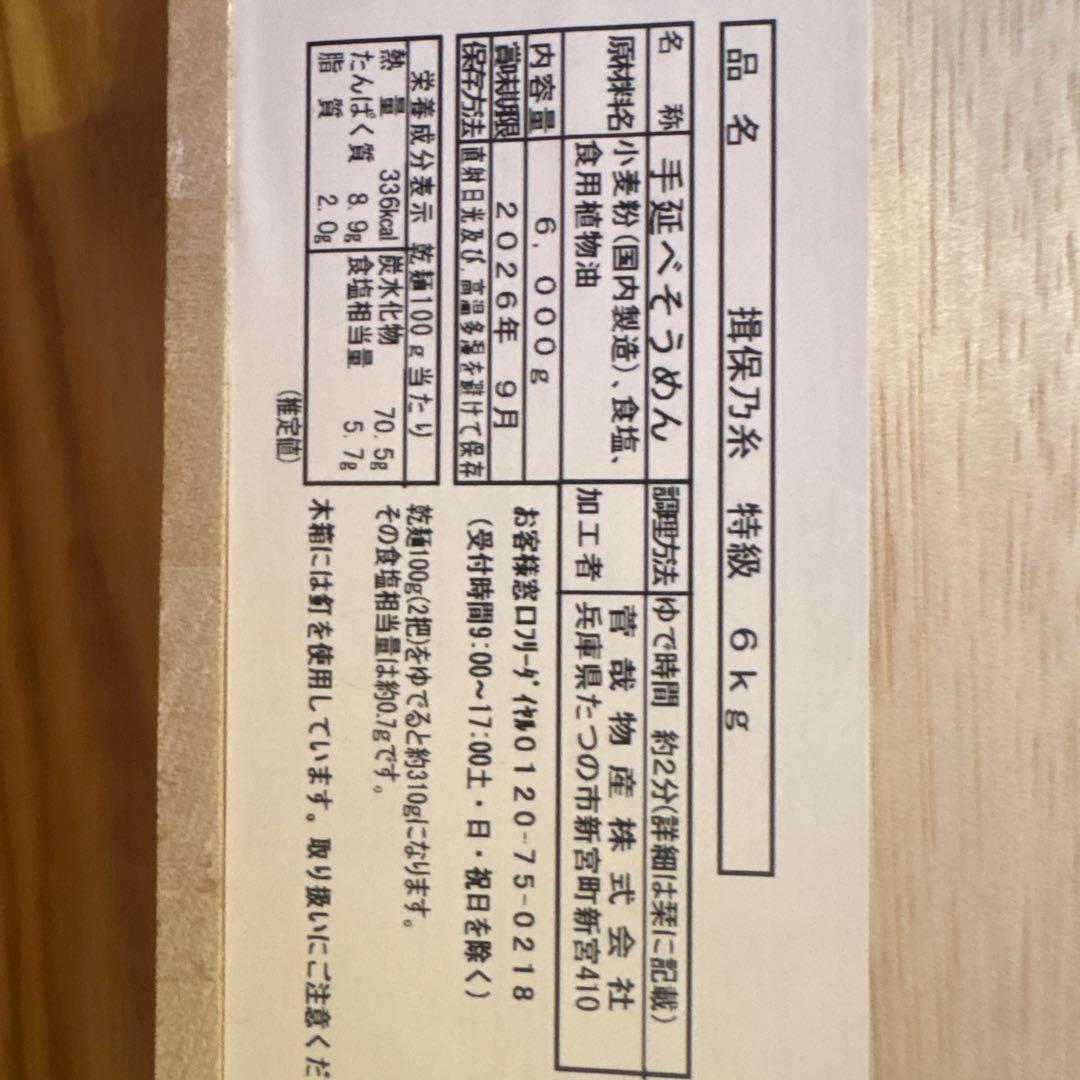 品名 揖保乃糸 特級 6kg
名称 手延べそうめん
原材料名 小麦粉(国内製造)、食塩、
食用植物油
内容量 6,000g
賞味期限 2026年 9月
保存方法 直射日光及び、高温多湿を避けて保存
調理方法 ゆで時間 約2分(詳細は栞に記載)
加工者 菅哉物産株式会社
兵庫県たつの市新宮町新宮410
お客様窓口フリーダイヤル0120-75-0218
(受付時間9:00~17:00土・日・祝日を除く)
栄養成分表示 乾麺100g当たり
熱量 336kcal 炭水化物 70.5g
たんぱく質 8.9g 食塩相当量 5.7g
脂質 2.0g
(推定値)
乾麺100g(2把)をゆでると約310gになります。
その食塩相当量は約0.7gです。
木箱には釘を使用しています。取り扱いにご注意くだ